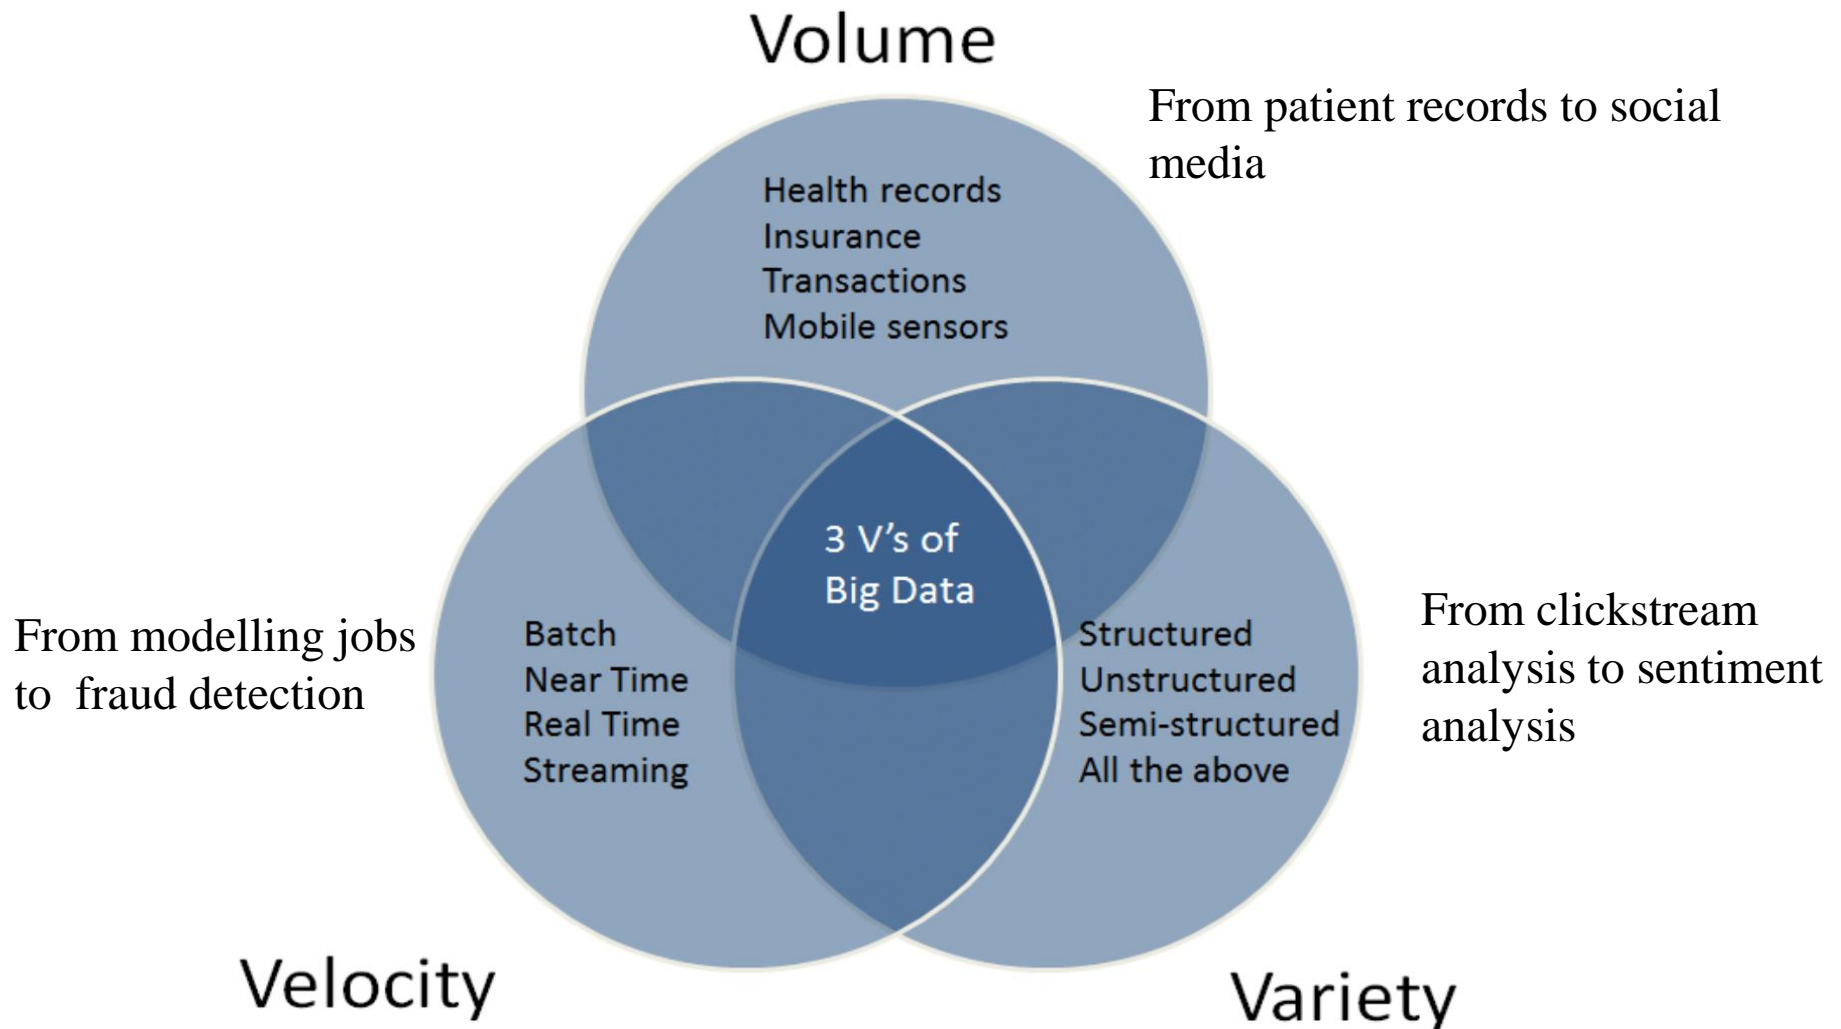 Volume
From patient records to social
media
Health records
Insurance
Transactions
Mobile sensors
3 V's of
Big Data
From modelling jobs
to  fraud detection
Batch
Near Time
Real Time
Streaming
Structured
Unstructured
Semi-structured
All the above
From clickstream
analysis to sentiment
analysis
Velocity
Variety